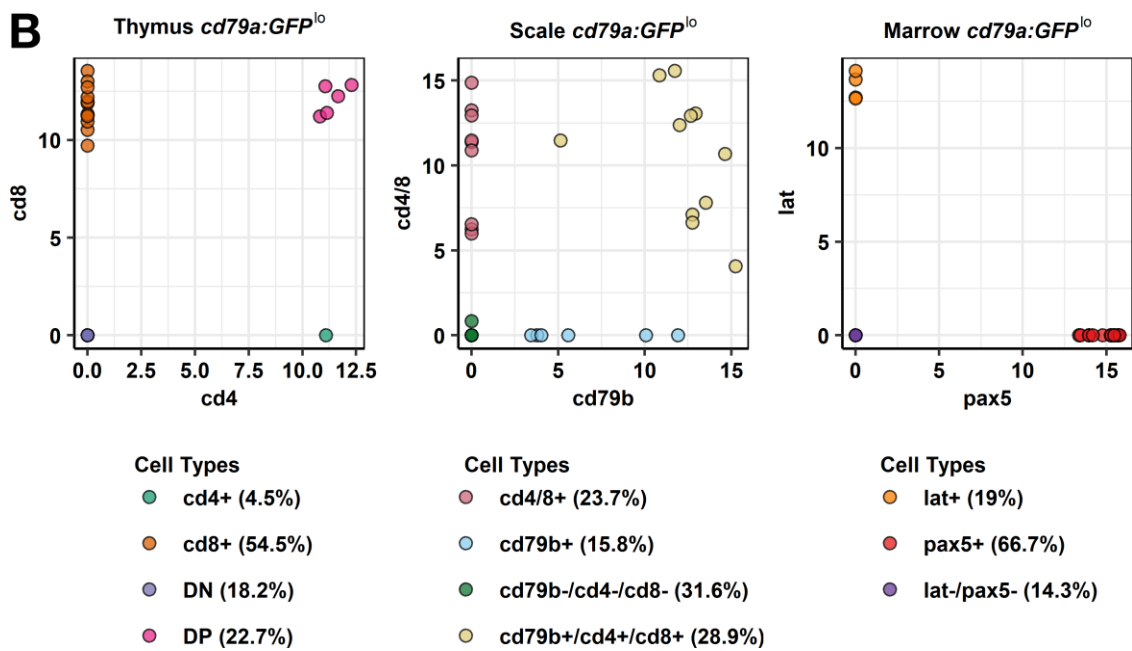 B
Thymus cd79a:GFPlo
Scale cd79a:GFPlo
Marrow cd79a:GFPlo
cd8
10
5
0
0.0 2.5 5.0 7.5 10.0 12.5
cd4
cd4/8
15
10
5
0
0 5 10 15
cd79b
lat
10
5
0
0 5 10 15
pax5
Cell Types
cd4+ (4.5%)
cd8+ (54.5%)
DN (18.2%)
DP (22.7%)
Cell Types
cd4/8+ (23.7%)
cd79b+ (15.8%)
cd79b-/cd4-/cd8- (31.6%)
cd79b+/cd4+/cd8+ (28.9%)
Cell Types
lat+ (19%)
pax5+ (66.7%)
lat-/pax5- (14.3%)